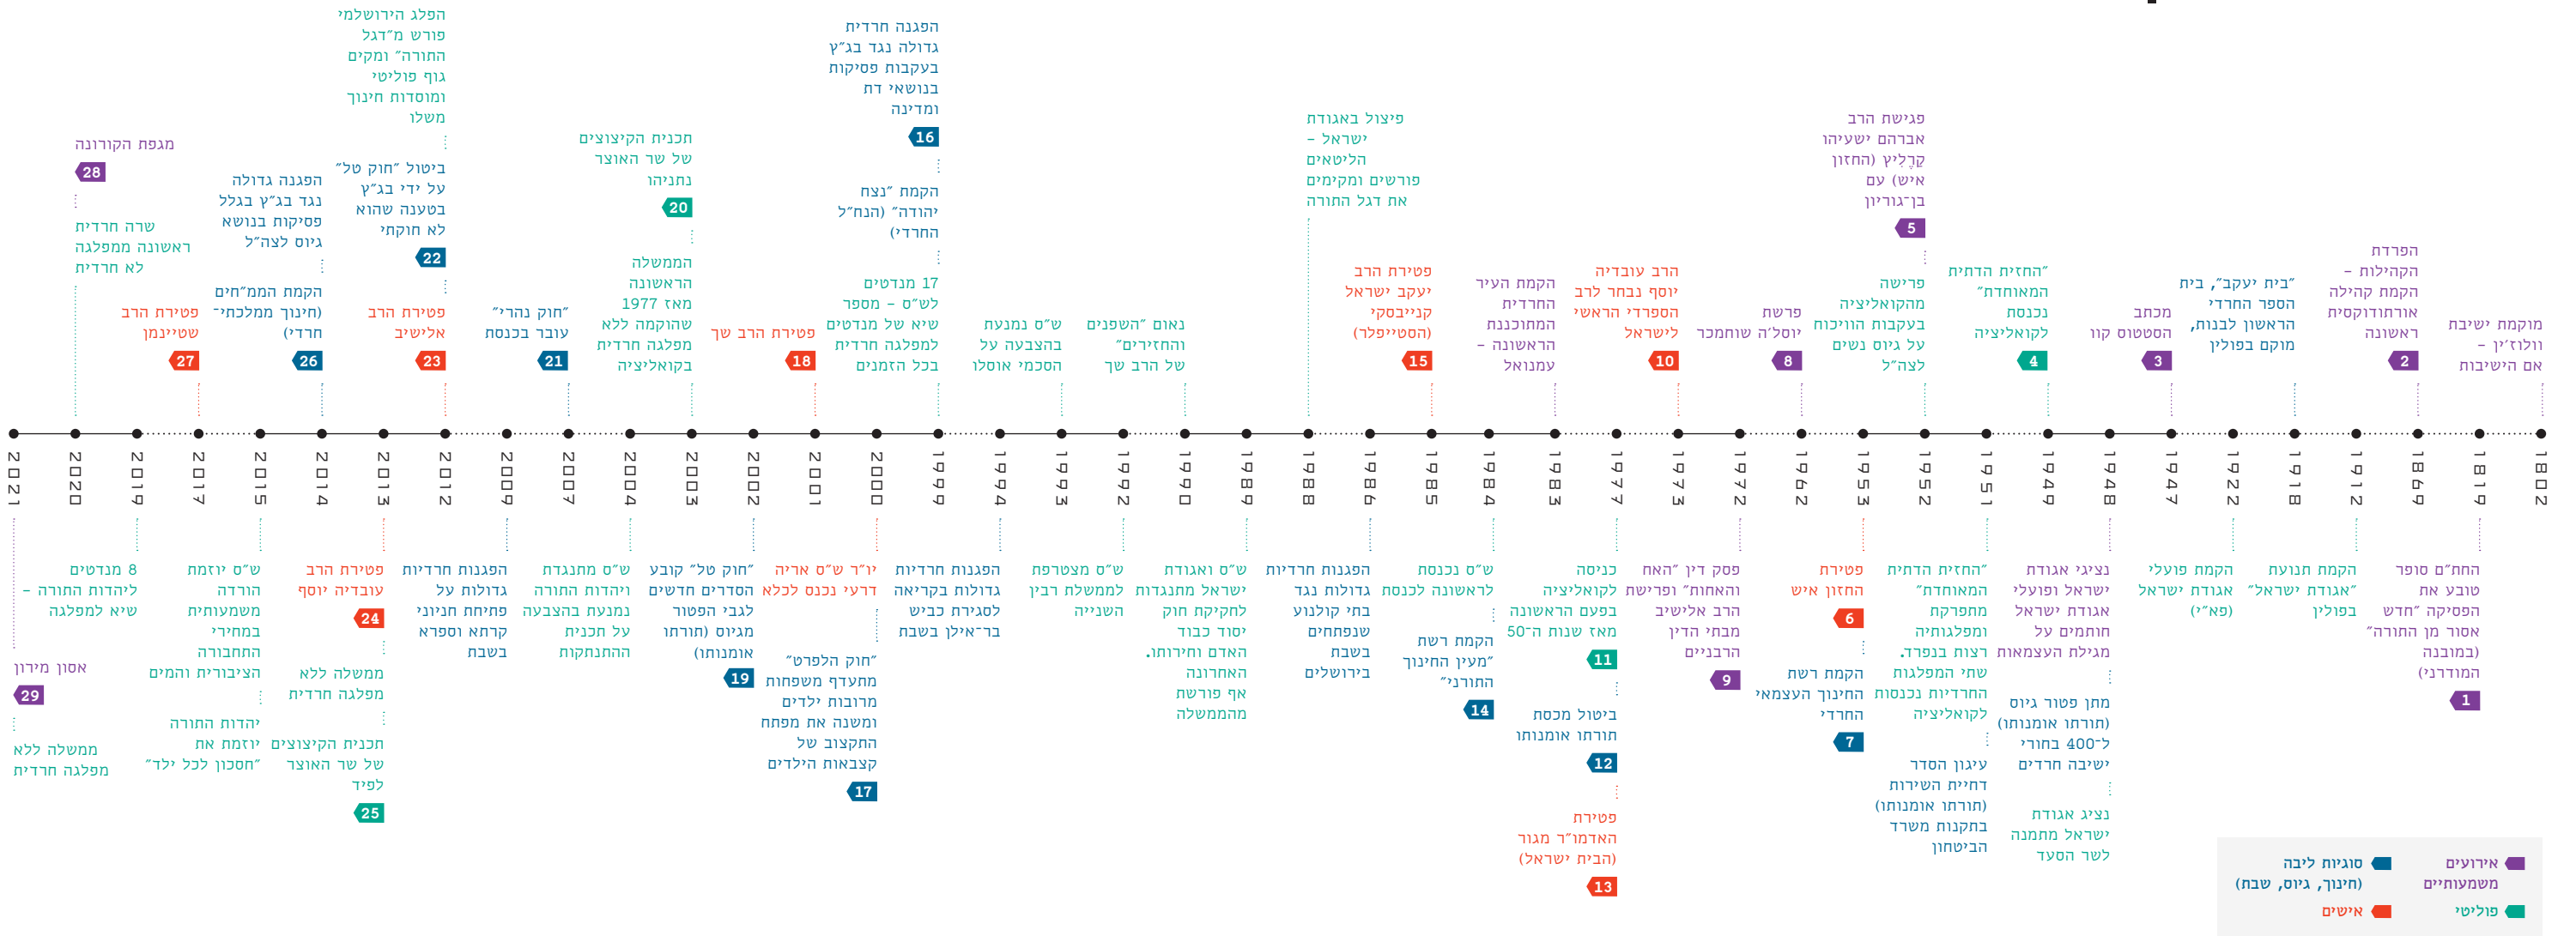 מוקמת ישיבת
וולוז'ין –
אם הישיבות
1802
1819
החת"ם סופר
טובע את
הפסיקה "חדש
אסור מן התורה"
(במובנה
המודרני)
1
הפרדת
הקהילות –
הקמת קהילה
אורתודוקסית
ראשונה
2
1869
1912
הקמת תנועת
"אגודת ישראל"
בפולין
"בית יעקב", בית
הספר החרדי
הראשון לבנות,
מוקם בפולין
1918
1922
הקמת פועלי
אגודת ישראל
(פא"י)
מכתב
הסטטוס קוו
3
1947
1948
נציגי אגודת
ישראל ופועלי
אגודת ישראל
חותמים על
מגילת העצמאות
מתן פטור גיוס
(תורתו אומנותו)
ל־400 בחורי
ישיבה חרדים
נציג אגודת
ישראל מתמנה
לשר הסעד
"החזית הדתית
המאוחדת"
נכנסת
לקואליציה
4
1949
1951
"החזית הדתית
המאוחדת"
מתפרקת
ומפלגותיה
רצות בנפרד.
שתי המפלגות
החרדיות נכנסות
לקואליציה
עיגון הסדר
דחיית השירות
(תורתו אומנותו)
בתקנות משרד
הביטחון
פגישת הרב
אברהם ישעיהו
קַרֶלִיץ (החזון
איש) עם
בן־גוריון
5
פרישה
מהקואליציה
בעקבות הוויכוח
על גיוס נשים
לצה"ל
1952
1953
פטירת
החזון איש
6
הקמת רשת
החינוך העצמאי
החרדי
7
פרשת
יוסל'ה שוחמכר
8
1962
1972
פסק דין "האח
והאחות" ופרישת
הרב אלישיב
מבתי הדין
הרבניים
9
הרב עובדיה
יוסף נבחר לרב
הספרדי הראשי
לישראל
10
1973
1977
כניסה
לקואליציה
בפעם הראשונה
מאז שנות ה־50
11
ביטול מכסת
תורתו אומנותו
12
פטירת
האדמו"ר מגור
(הבית ישראל)
13
הקמת העיר
החרדית
המתוכננת
הראשונה –
עמנואל
1983
1984
ש"ס נכנסת
לראשונה לכנסת
הקמת רשת
"מעין החינוך
התורני"
14
פטירת הרב
יעקב ישראל
קנייבסקי
(הסטייפלר)
15
1985
1986
הפגנות חרדיות
גדולות נגד
בתי קולנוע
שנפתחים
בשבת
בירושלים
פיצול באגודת
ישראל –
הליטאים
פורשים ומקימים
את דגל התורה
1988
1989
ש"ס ואגודת
ישראל מתנגדות
לחקיקת חוק
יסוד כבוד
האדם וחירותו.
האחרונה
אף פורשת
מהממשלה
נאום "השפנים
והחזירים"
של הרב שך
1990
1992
ש"ס מצטרפת
לממשלת רבין
השנייה
ש"ס נמנעת
בהצבעה על
הסכמי אוסלו
1993
1994
הפגנות חרדיות
גדולות בקריאה
לסגירת כביש
בר־אילן בשבת
הפגנה חרדית
גדולה נגד בג"ץ
בעקבות פסיקות
בנושאי דת
ומדינה
16
הקמת "נצח
יהודה" (הנח"ל
החרדי)
17 מנדטים
לש"ס – מספר
שיא של מנדטים
למפלגה חרדית
בכל הזמנים
1999
2000
יו"ר ש"ס אריה
דרעי נכנס לכלא
"חוק הלפרט"
מתעדף משפחות
מרובות ילדים
ומשנה את מפתח
התקצוב של
קצבאות הילדים
17
פטירת הרב שך
18
2001
2002
"חוק טל" קובע
הסדרים חדשים
לגבי הפטור
מגיוס (תורתו
אומנותו)
19
תכנית הקיצוצים
של שר האוצר
נתניהו
20
הממשלה
הראשונה
מאז 1977
שהוקמה ללא
מפלגה חרדית
בקואליציה
2003
2004
ש"ס מתנגדת
ויהדות התורה
נמנעת בהצבעה
על תכנית
ההתנתקות
"חוק נהרי"
עובר בכנסת
21
2007
2009
הפגנות חרדיות
גדולות על
פתיחת חניוני
קרתא וספרא
בשבת
הפלג הירושלמי
פורש מ"דגל
התורה" ומקים
גוף פוליטי
ומוסדות חינוך
משלו
ביטול "חוק טל"
על ידי בג"ץ
בטענה שהוא
לא חוקתי
22
פטירת הרב
אלישיב
23
2012
2013
פטירת הרב
עובדיה יוסף
24
ממשלה ללא
מפלגה חרדית
תכנית הקיצוצים
של שר האוצר
לפיד
25
הפגנה גדולה
נגד בג"ץ בגלל
פסיקות בנושא
גיוס לצה"ל
הקמת הממ"חים
(חינוך ממלכתי־
חרדי)
26
2014
2015
ש"ס יוזמת
הורדה
משמעותית
במחירי
התחבורה
הציבורית והמים
יהדות התורה
יוזמת את
"חסכון לכל ילד"
פטירת הרב
שטיינמן
27
2017
2019
8 מנדטים
ליהדות התורה –
שיא למפלגה
מגפת הקורונה
28
שרה חרדית
ראשונה ממפלגה
לא חרדית
2020
2021
אסון מירון
29
ממשלה ללא
מפלגה חרדית
אירועים
משמעותיים
פוליטי
סוגיות ליבה
(חינוך, גיוס, שבת)
אישים